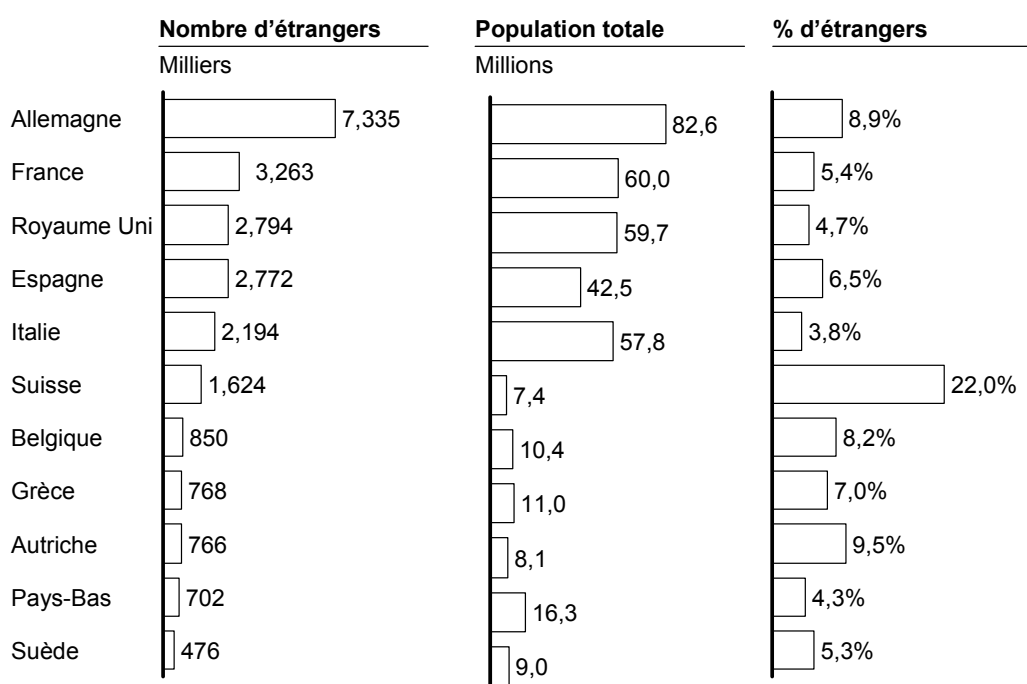 Nombre d’étrangers Population totale % d’étrangers
Milliers Millions
Allemagne 7,335 82,6 8,9%
France 3,263 60,0 5,4%
Royaume Uni 2,794 59,7 4,7%
Espagne 2,772 42,5 6,5%
Italie 2,194 57,8 3,8%
Suisse 1,624 7,4 22,0%
Belgique 850 10,4 8,2%
Grèce 768 11,0 7,0%
Autriche 766 8,1 9,5%
Pays-Bas 702 16,3 4,3%
Suède 476 9,0 5,3%